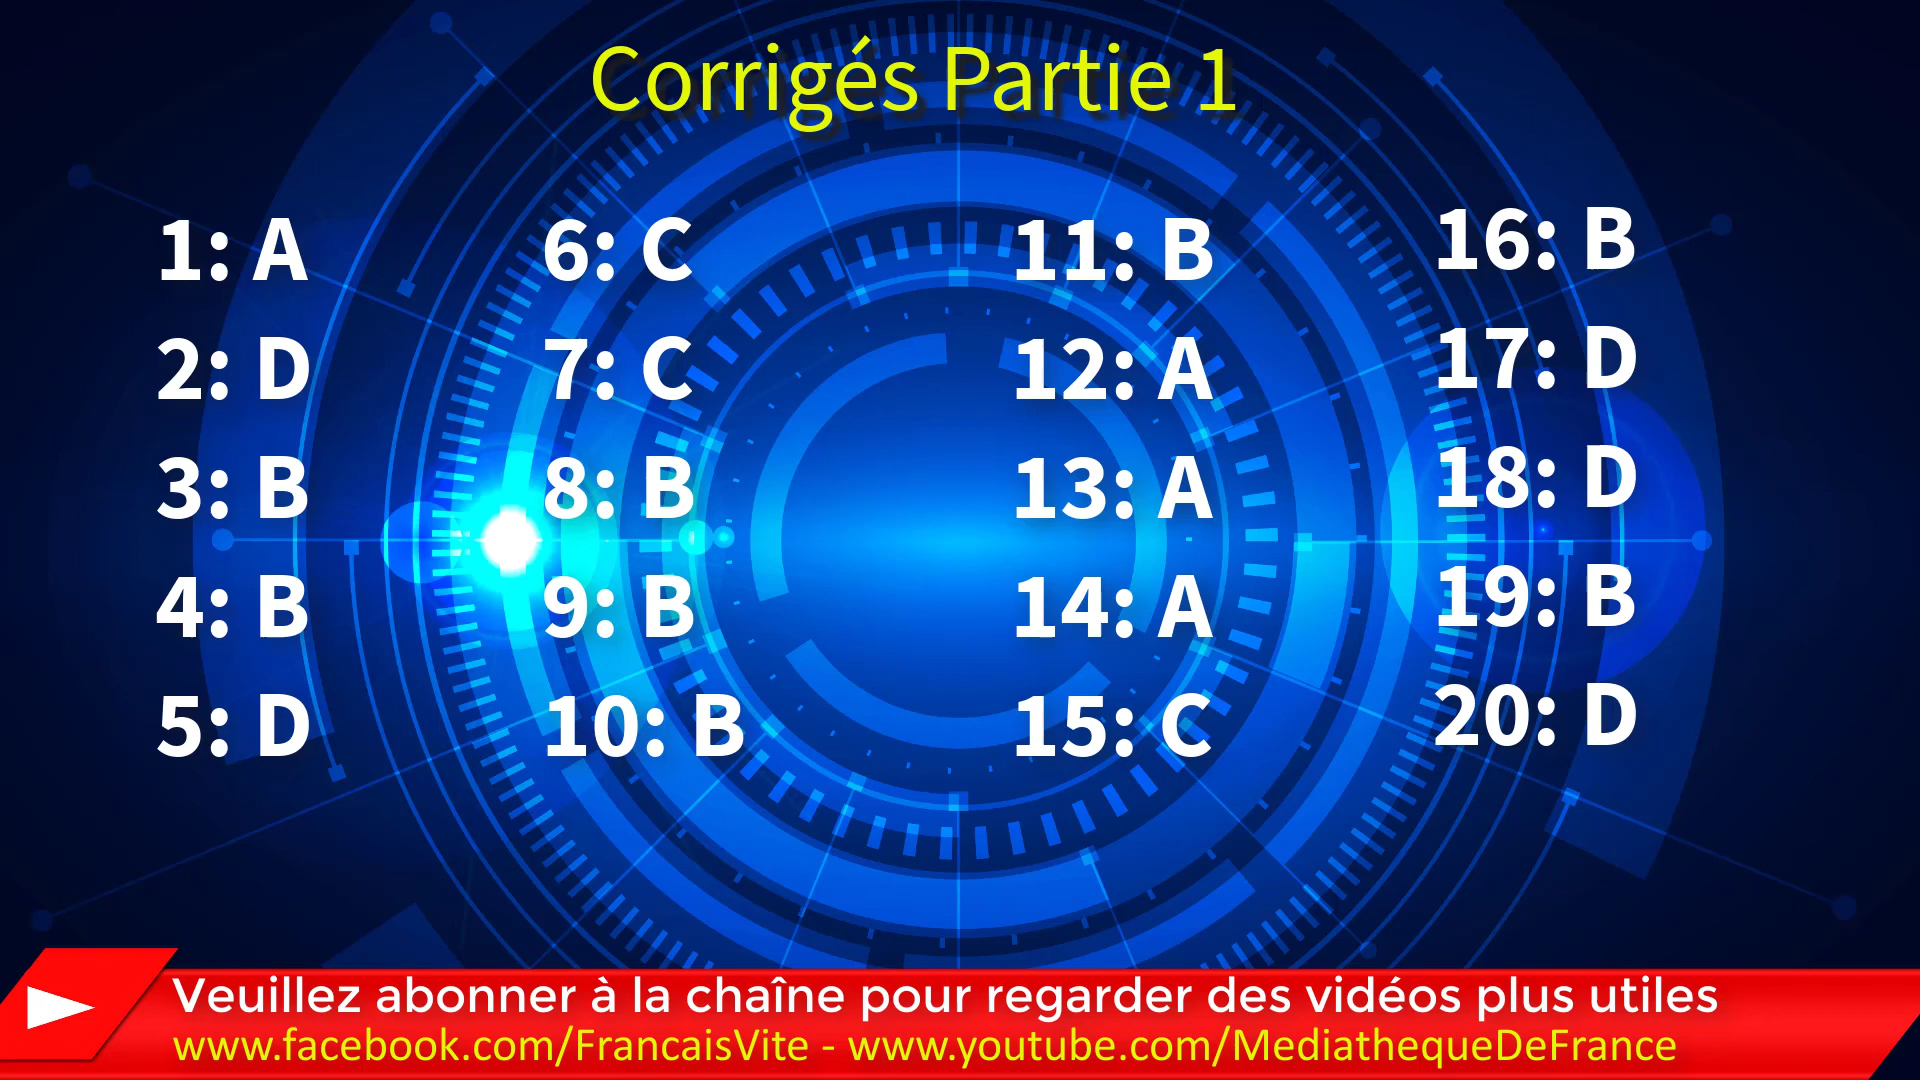 Corrigés Partie 1
1: A
2: D
3: B
4: B
5: D
6: C
7: C
8: B
9: B
10: B
11: B
12: A
13: A
14: A
15: C
16: B
17: D
18: D
19: B
20: D
Veuillez abonner à la chaîne pour regarder des vidéos plus utiles
www.facebook.com/FrancaisVite - www.youtube.com/MediathequeDeFrance